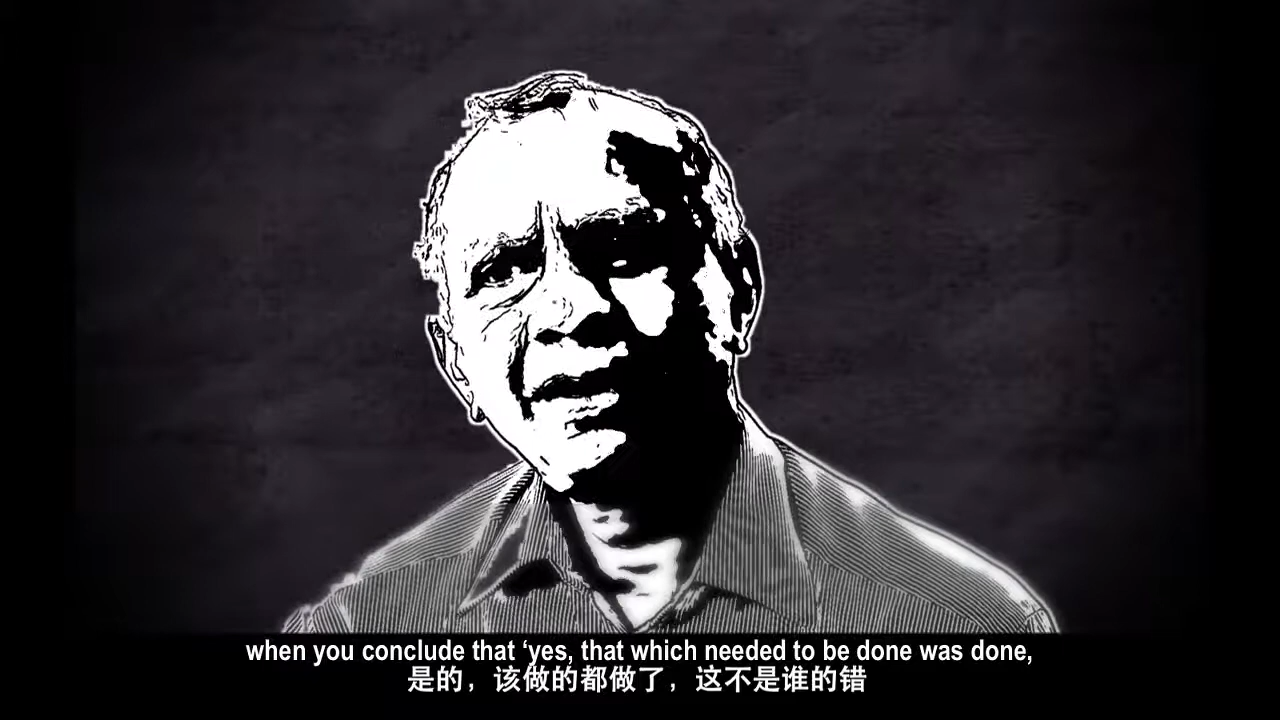 when you conclude that ‘yes, that which needed to be done was done,
是的，该做的都做了，这不是谁的错